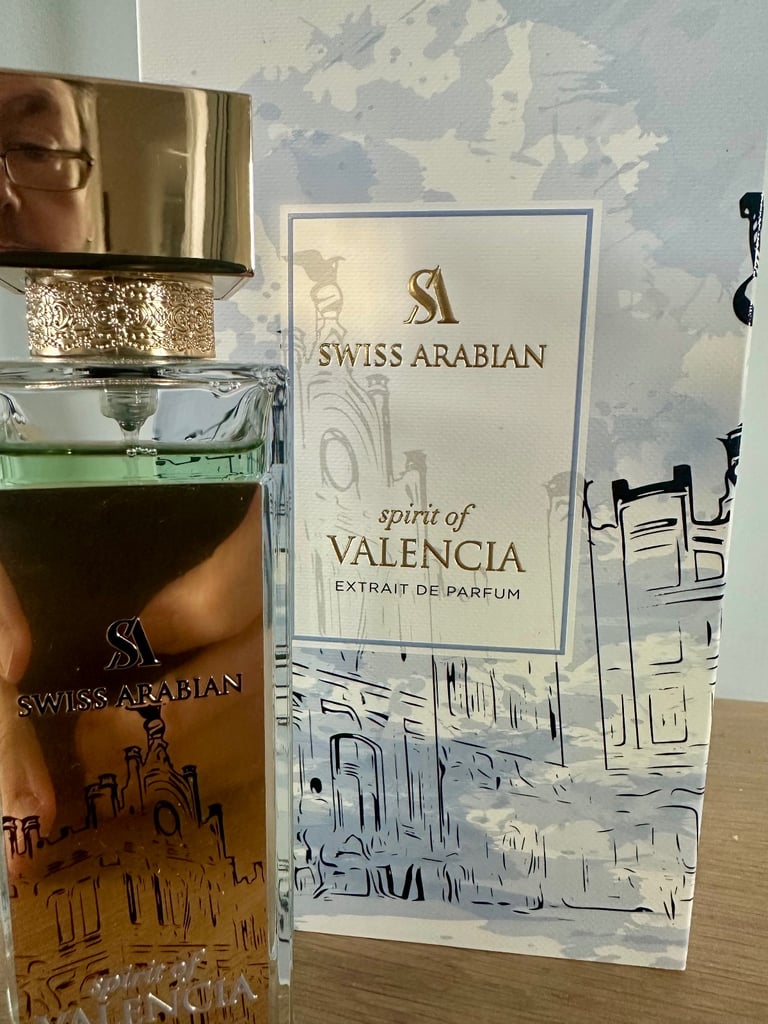 SA
SWISS ARABIAN
spirit of
VALENCIA
EXTRAIT DE PARFUM
SA
SWISS ARABIAN
spirit of
VALENCIA